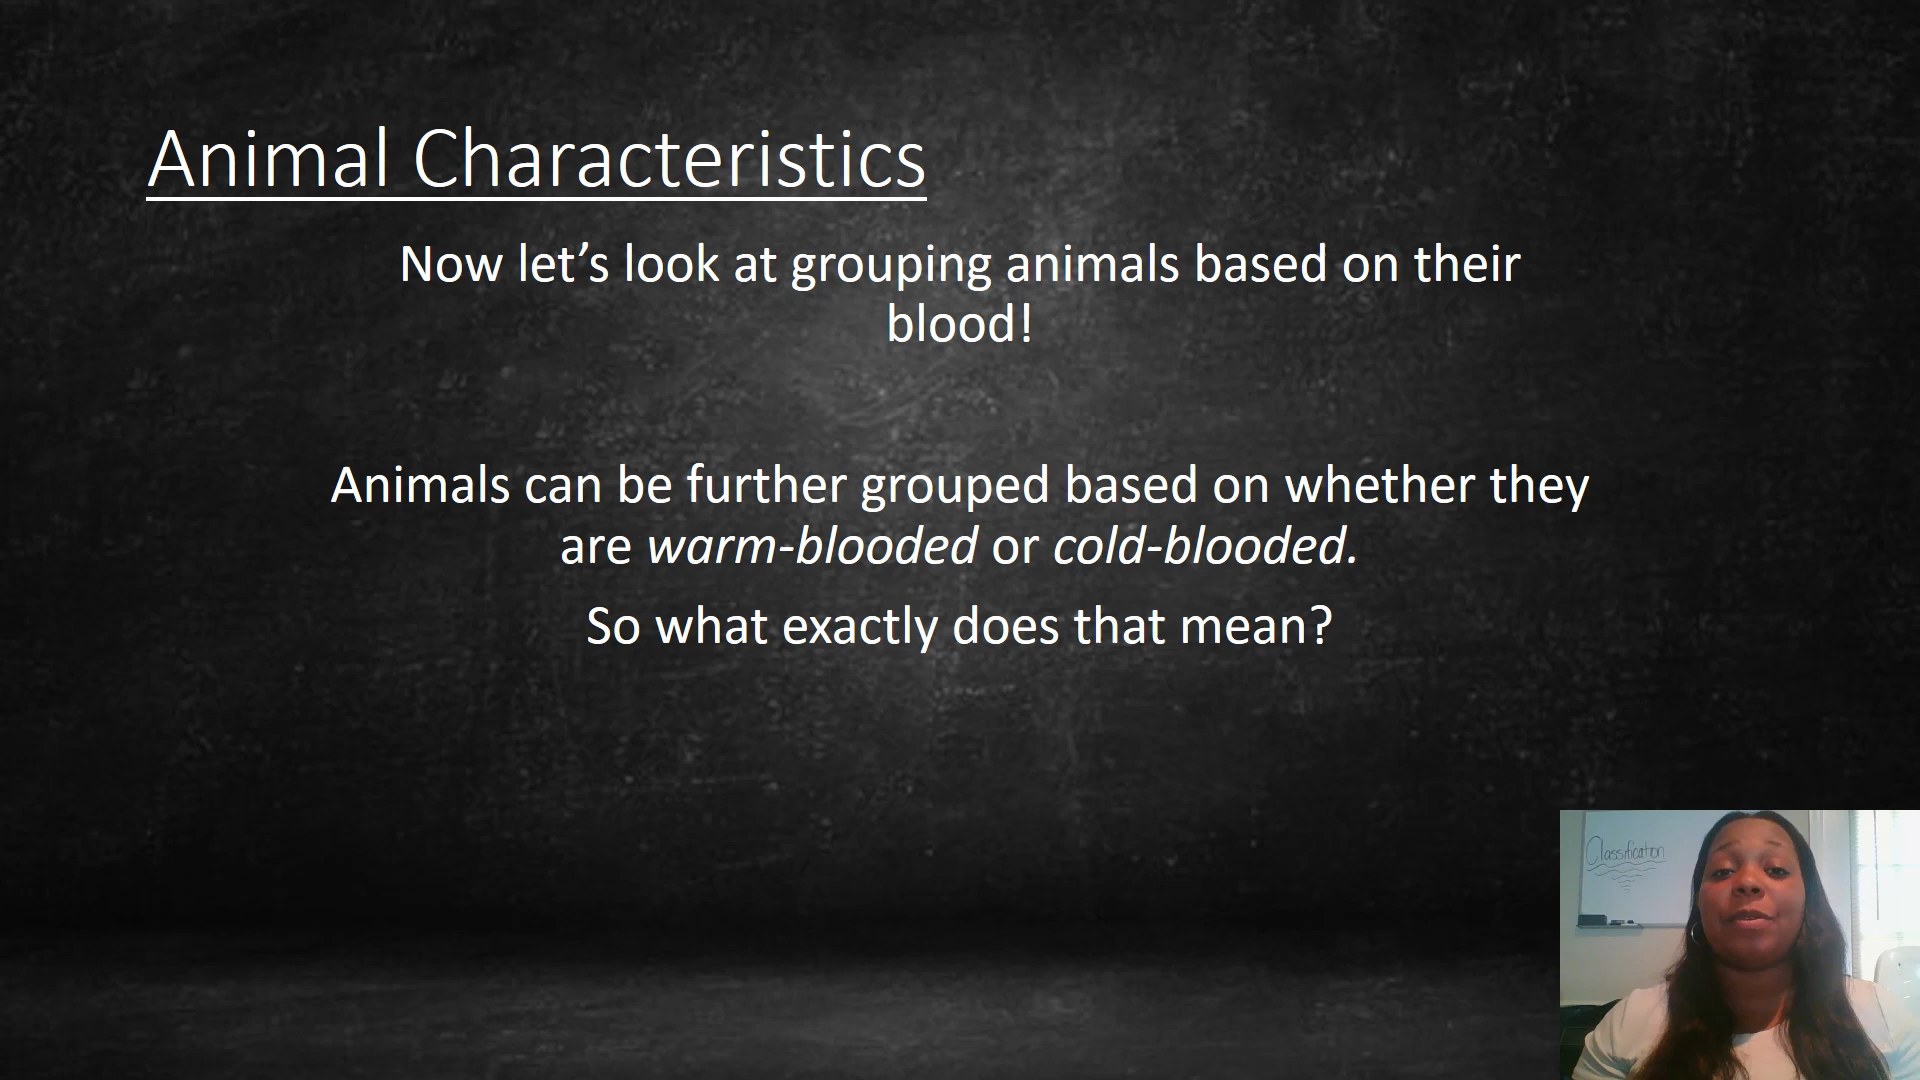 Animal Characteristics
Now let’s look at grouping animals based on their
blood!
Animals can be further grouped based on whether they
are warm-blooded or cold-blooded.
So what exactly does that mean?
Classification